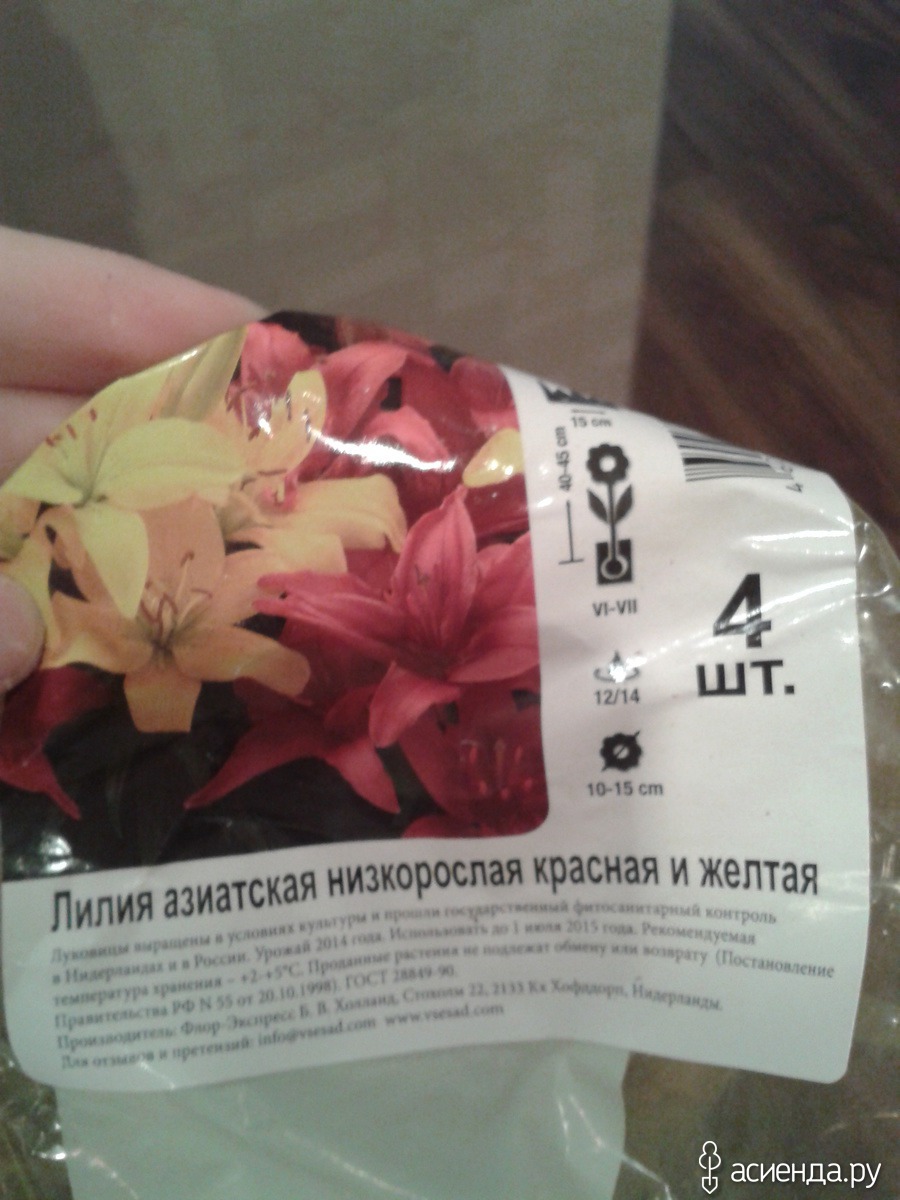 15 cm
40-45 cm
VI-VII
12/14
10-15 cm
4
шт.
Лилия азиатская низкорослая красная и желтая
Луковицы выращены в условиях культуры и прошли государственный фитосанитарный контроль
в Нидерландах и в России. Урожай 2014 года. Использовать до 1 июля 2015 года. Рекомендуемая
температура хранения – +2-+5°С. Проданные растения не подлежат обмену или возврату (Постановление
Правительства РФ N 55 от 20.10.1998). ГОСТ 28849-90.
Производитель: Флор-Экспресс Б. В. Холланд, Стоколм 22, 2133 Кх Хофддорп, Нидерланды.
Для отзывов и претензий: info@vsesad.com www.vsesad.com
асиенда.ру